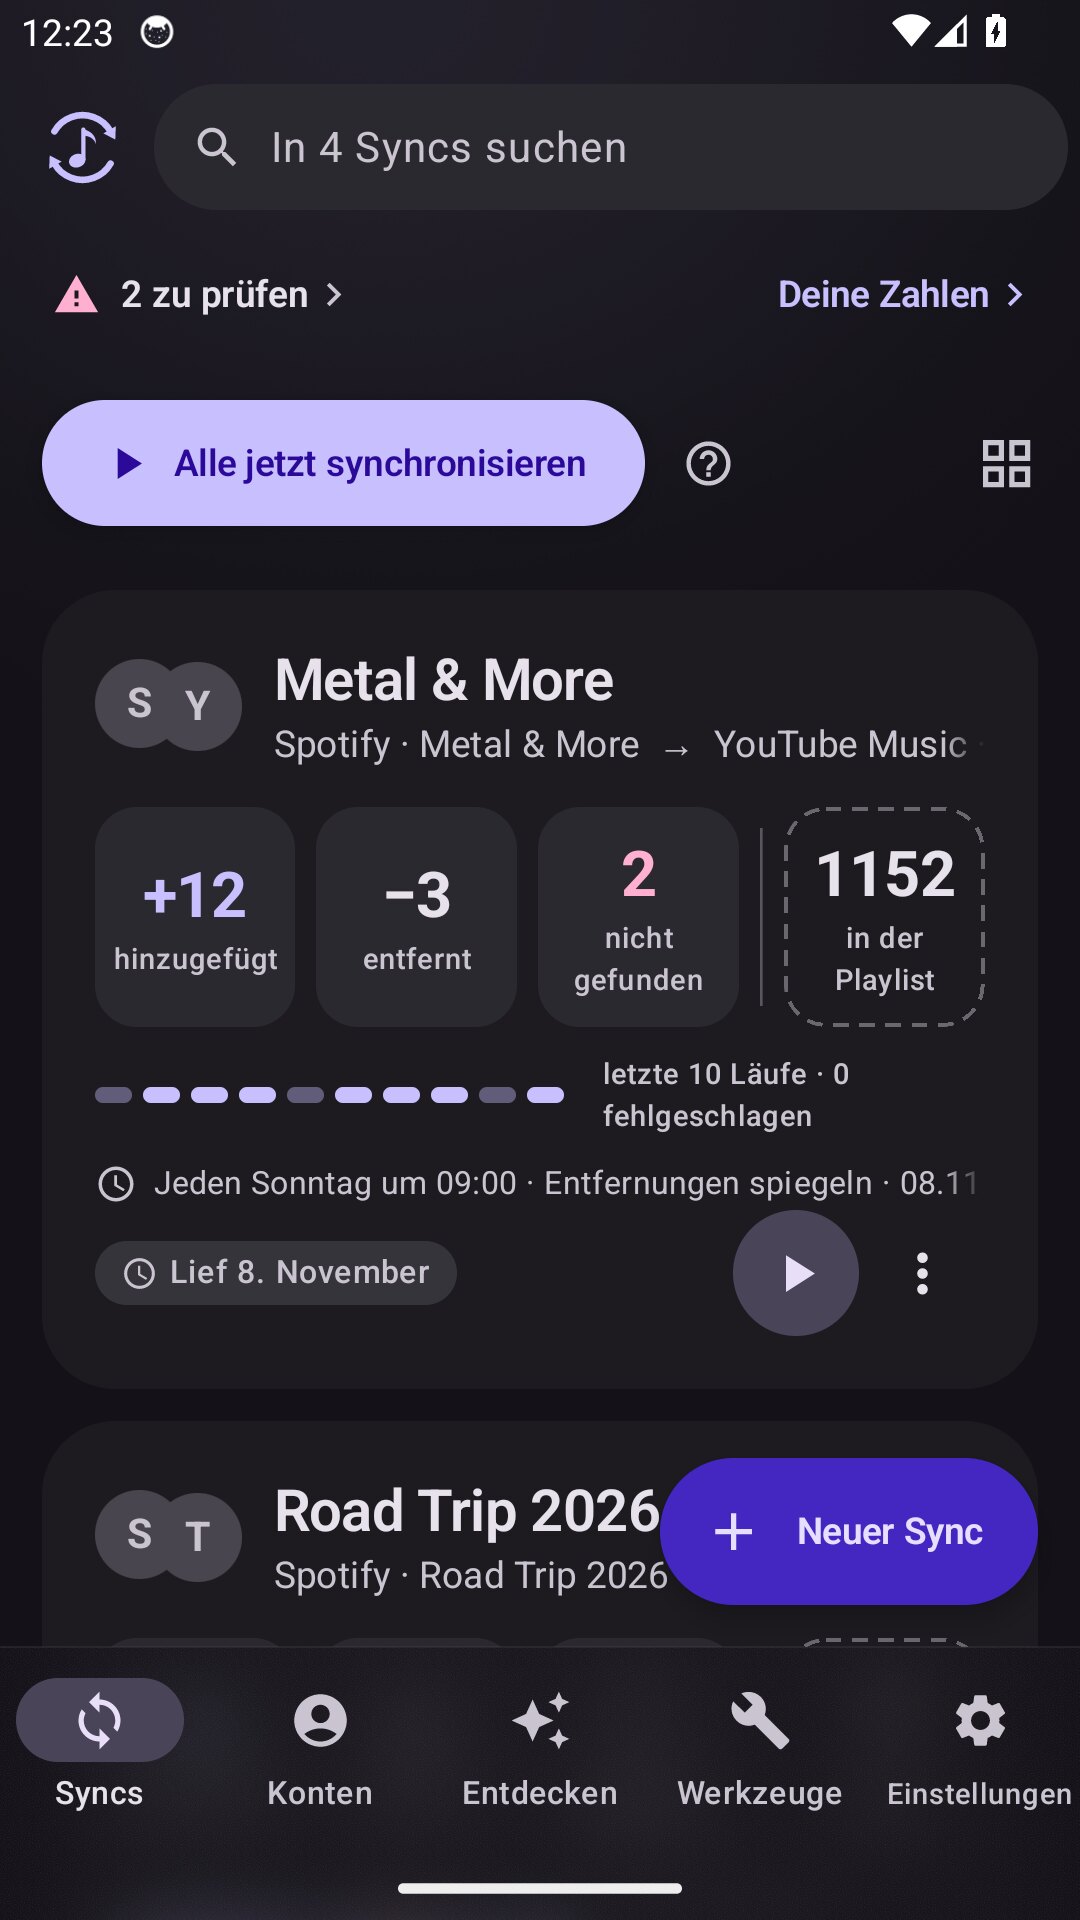 12:23
In 4 Syncs suchen
2 zu prüfen
Deine Zahlen
Alle jetzt synchronisieren
S Y
Metal & More
Spotify · Metal & More → YouTube Music
+12
hinzugefügt
–3
entfernt
2
nicht
gefunden
1152
in der
Playlist
letzte 10 Läufe · 0
fehlgeschlagen
Jeden Sonntag um 09:00 · Entfernungen spiegeln · 08.11
Lief 8. November
S T
Road Trip 2026
Spotify · Road Trip 2026
Neuer Sync
Syncs
Konten
Entdecken
Werkzeuge
Einstellungen